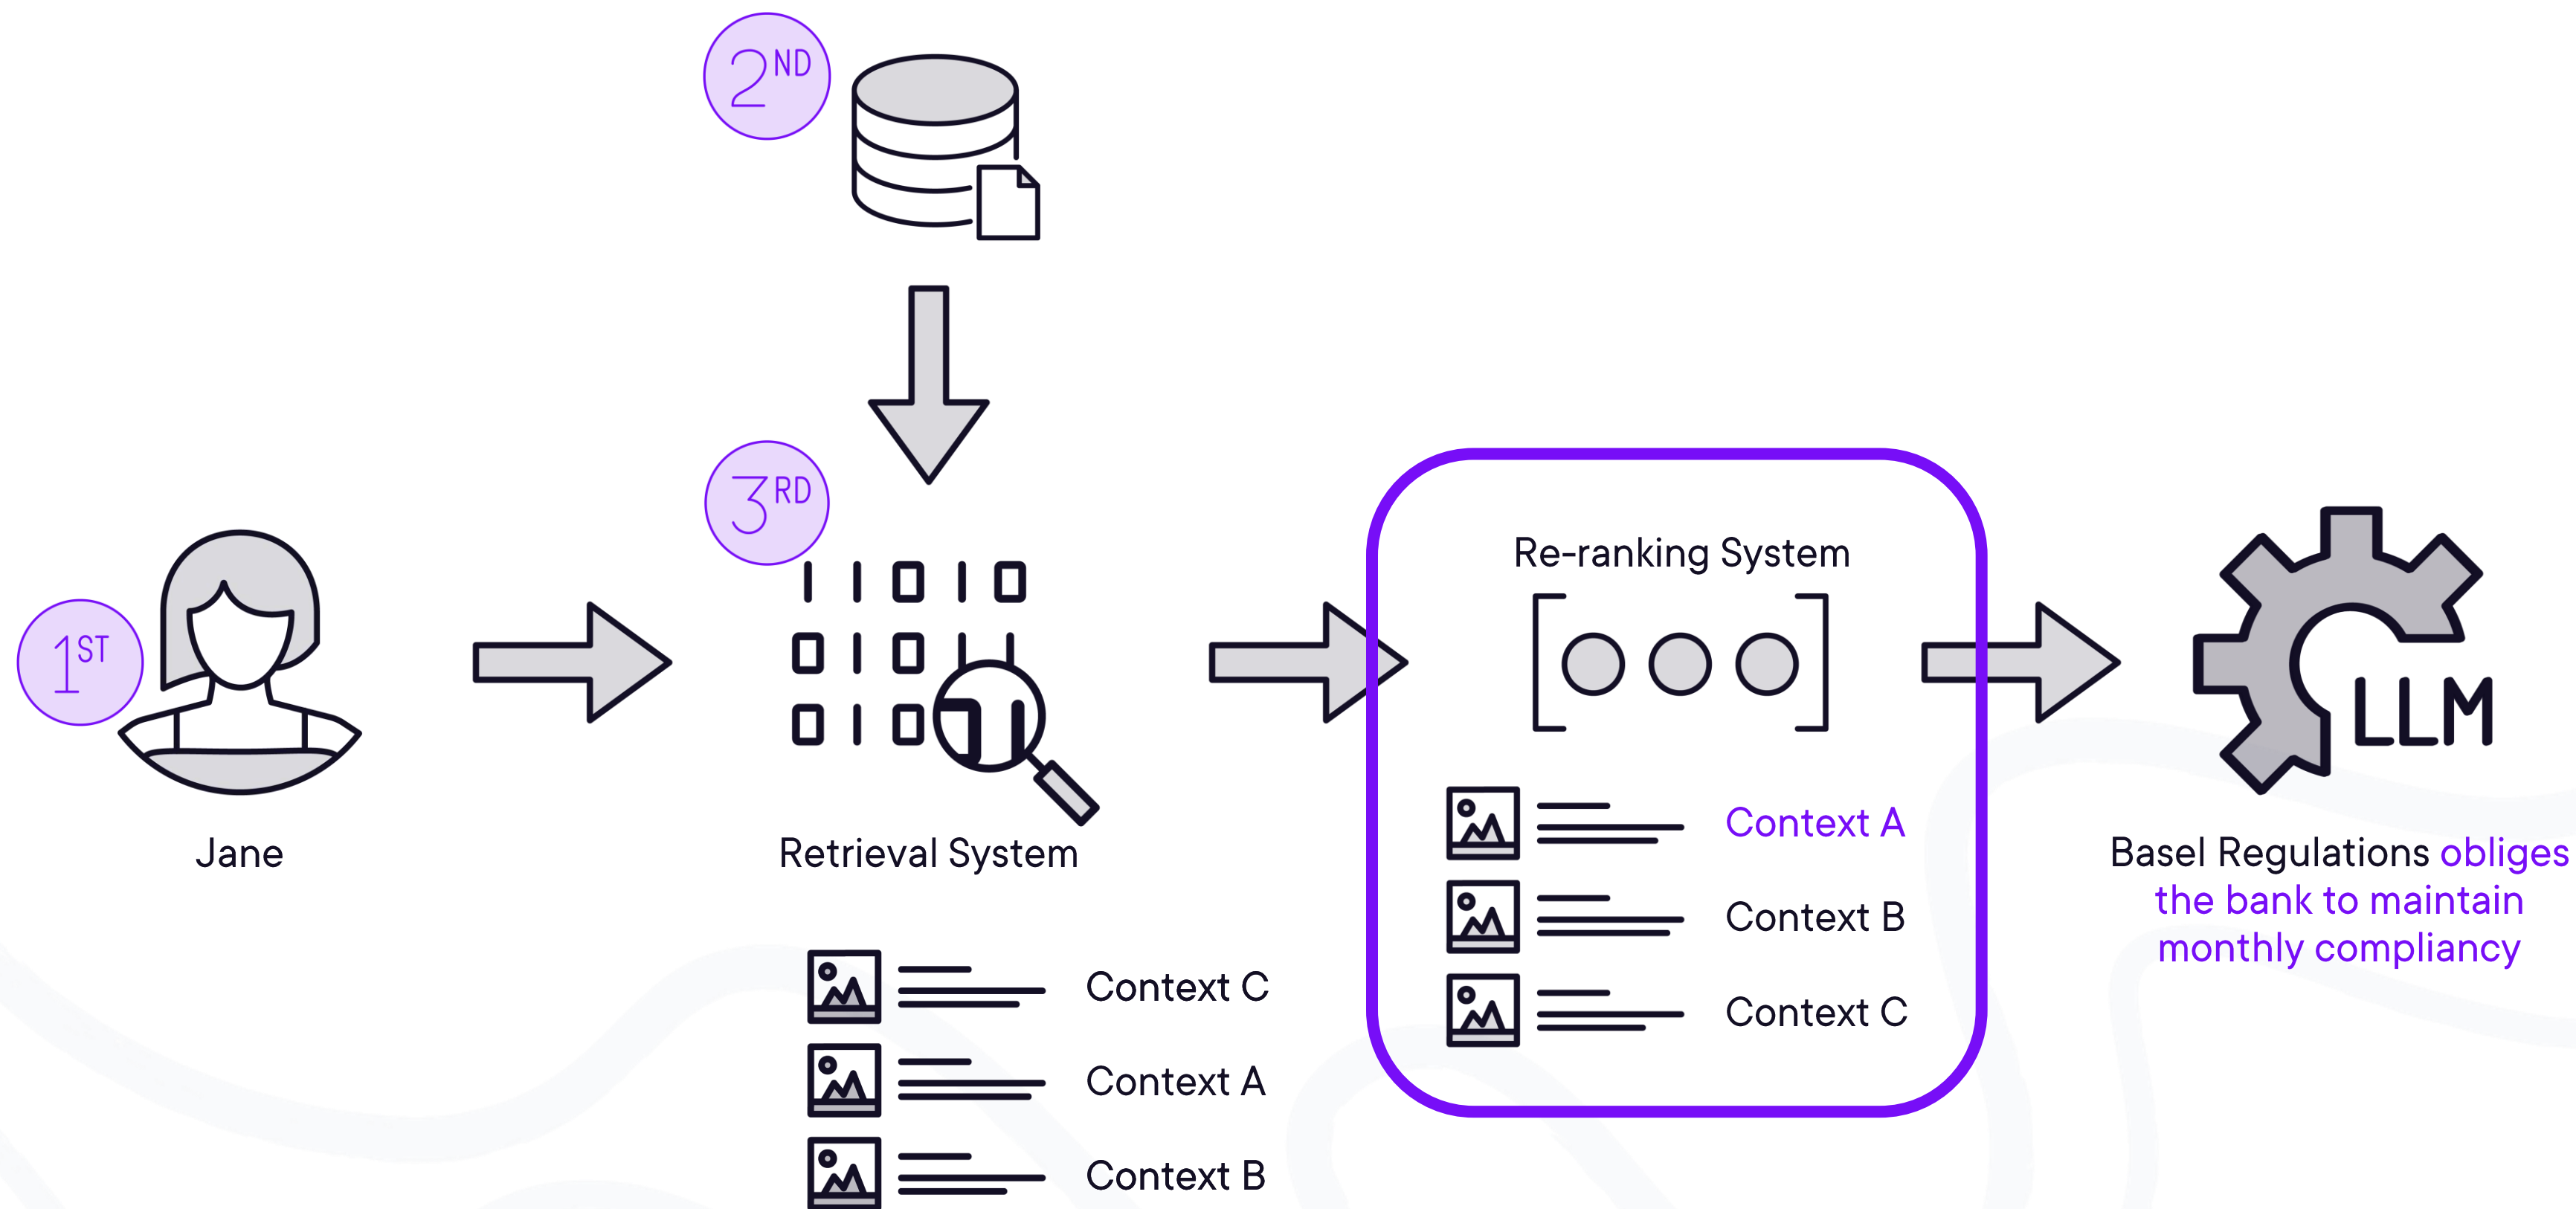 2ND
3RD
1ST
Jane
Retrieval System
Context C
Context A
Context B
Re-ranking System
Context A
Context B
Context C
LLM
Basel Regulations obliges
the bank to maintain
monthly compliancy